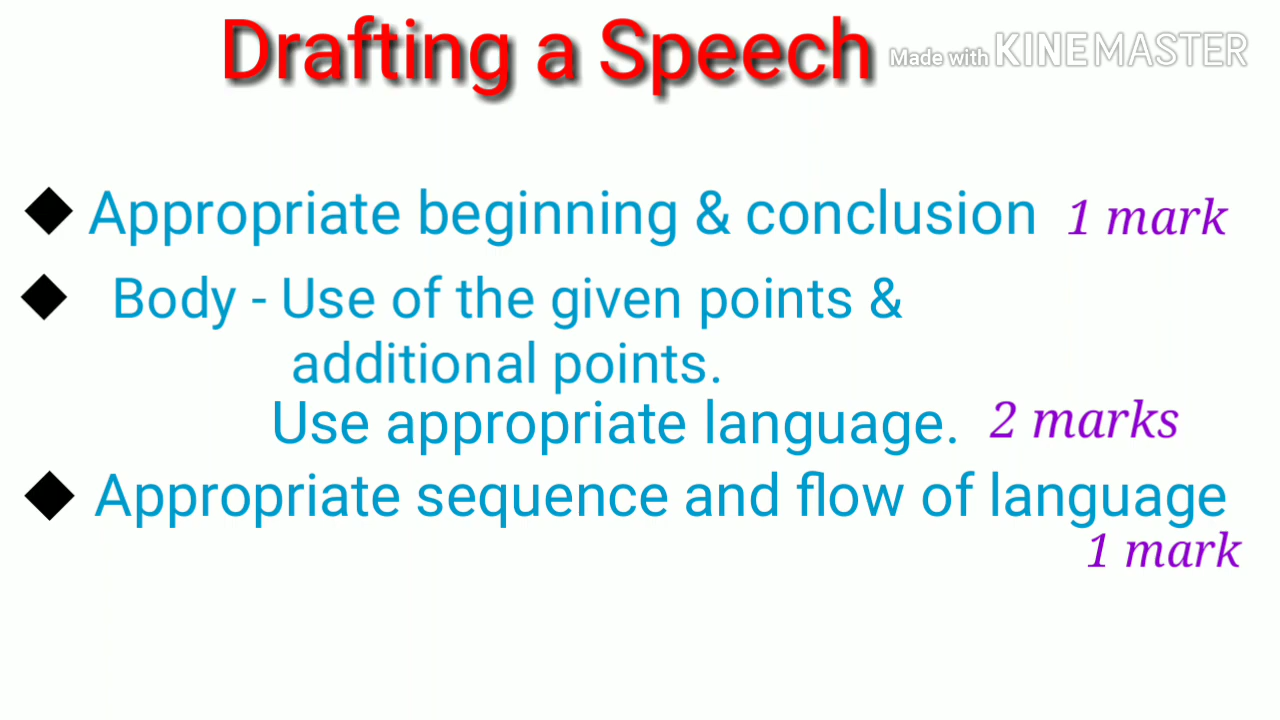 Drafting a Speech
Made with KINEMASTER
◆ Appropriate beginning & conclusion 1 mark
◆ Body - Use of the given points &
additional points.
Use appropriate language. 2 marks
◆ Appropriate sequence and flow of language
1 mark